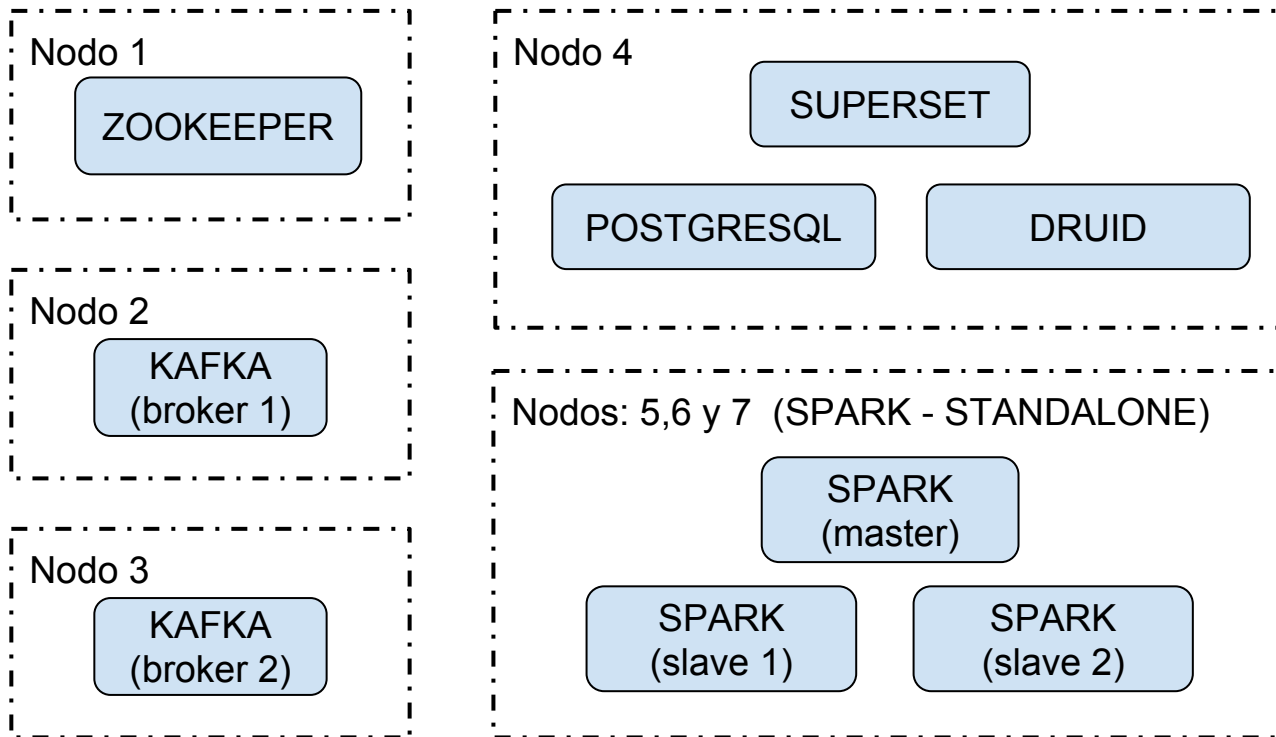 Nodo 1
ZOOKEEPER
Nodo 2
KAFKA
(broker 1)
Nodo 3
KAFKA
(broker 2)
Nodo 4
SUPERSET
POSTGRESQL
DRUID
Nodos: 5,6 y 7 (SPARK - STANDALONE)
SPARK
(master)
SPARK
(slave 1)
SPARK
(slave 2)